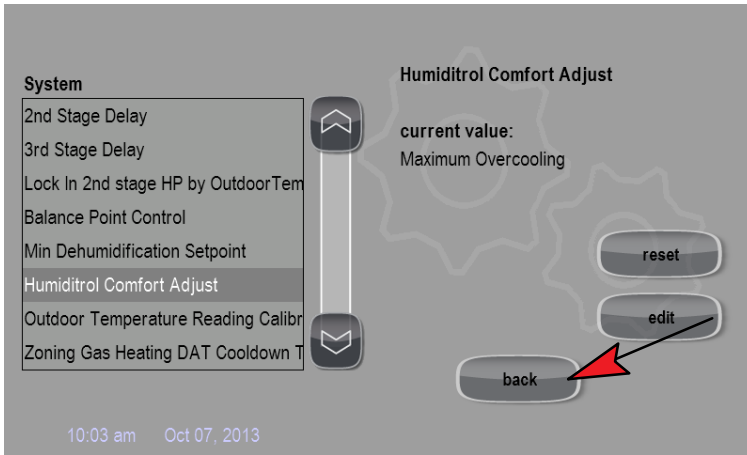 System
2nd Stage Delay
3rd Stage Delay
Lock In 2nd stage HP by OutdoorTem
Balance Point Control
Min Dehumidification Setpoint
Humiditrol Comfort Adjust
Outdoor Temperature Reading Calibr
Zoning Gas Heating DAT Cooldown T
Humiditrol Comfort Adjust
current value:
Maximum Overcooling
reset
edit
back
10:03 am Oct 07, 2013